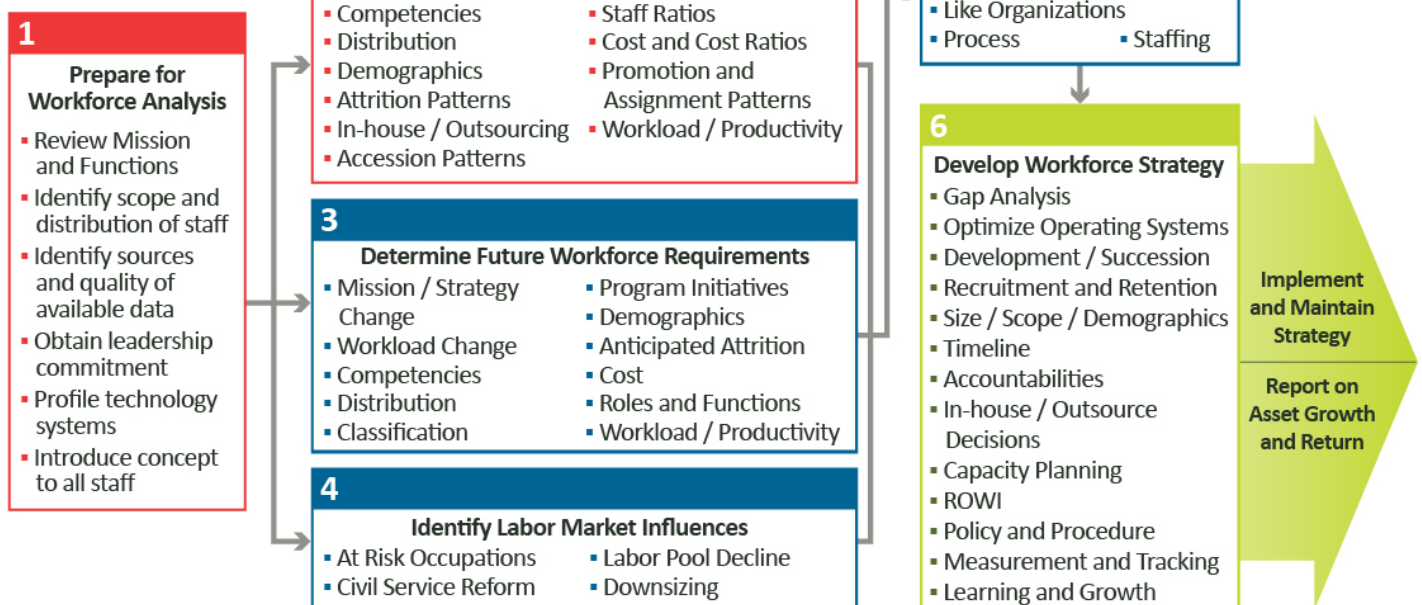 1
Prepare for
Workforce Analysis
▪ Review Mission
and Functions
▪ Identify scope and
distribution of staff
▪ Identify sources
and quality of
available data
▪ Obtain leadership
commitment
▪ Profile technology
systems
▪ Introduce concept
to all staff
▪ Competencies
▪ Distribution
▪ Demographics
▪ Attrition Patterns
▪ In-house / Outsourcing
▪ Accession Patterns
▪ Staff Ratios
▪ Cost and Cost Ratios
▪ Promotion and
Assignment Patterns
▪ Workload / Productivity
3
Determine Future Workforce Requirements
▪ Mission / Strategy
Change
▪ Workload Change
▪ Competencies
▪ Distribution
▪ Classification
▪ Program Initiatives
▪ Demographics
▪ Anticipated Attrition
▪ Cost
▪ Roles and Functions
▪ Workload / Productivity
4
Identify Labor Market Influences
▪ At Risk Occupations
▪ Civil Service Reform
▪ Labor Pool Decline
▪ Downsizing
▪ Like Organizations
▪ Process
▪ Staffing
6
Develop Workforce Strategy
▪ Gap Analysis
▪ Optimize Operating Systems
▪ Development / Succession
▪ Recruitment and Retention
▪ Size / Scope / Demographics
▪ Timeline
▪ Accountabilities
▪ In-house / Outsource
Decisions
▪ Capacity Planning
▪ ROWI
▪ Policy and Procedure
▪ Measurement and Tracking
▪ Learning and Growth
Implement
and Maintain
Strategy
Report on
Asset Growth
and Return